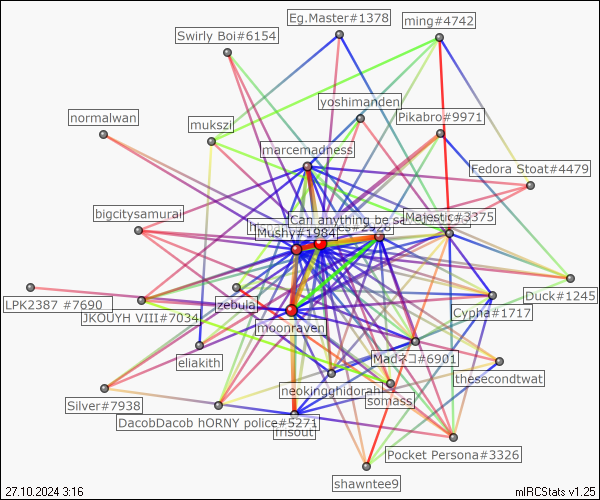 Eg.Master#1378
ming#4742
Swirly Boi#6154
yoshimanden
normalwan
mukszi
Pikabro#9971
marcemadness
Fedora Stoat#4479
bigcitysamurai
Can anything be sa
Majestic#3375
Mushy#1984
#2928
LPK2387 #7690
JKOUYH VIII#7034
zebula
Duck#1245
Cypha#1717
moonraven
eliakith
Madネコ#6901
thesecondtwat
neokingghidorah
somass
Silver#7938
DacobDacob hORNY police#5271
Pocket Persona#3326
shawntee9
27.10.2024 3:16
mIRCStats v1.25